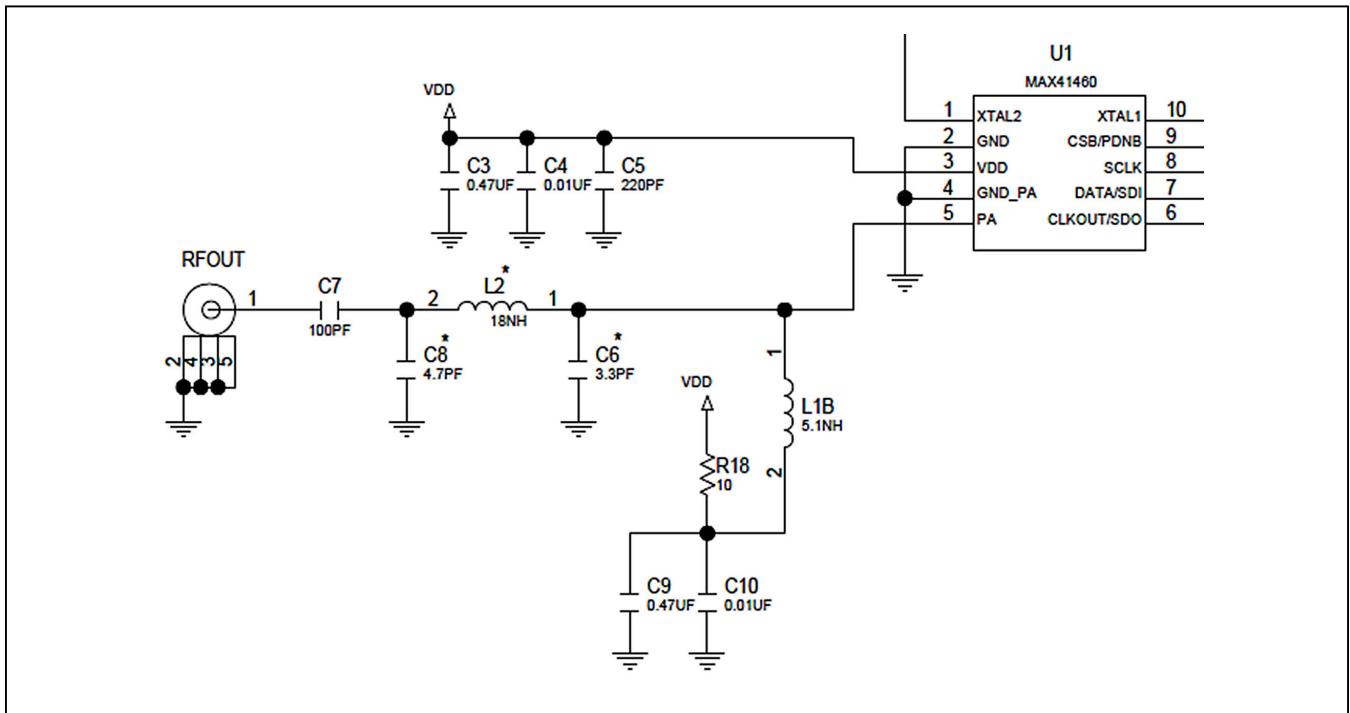 U1
MAX41460
1 XTAL2 XTAL1 10
2 GND CSB/PDNB 9
3 VDD SCLK 8
4 GND_PA DATA/SDI 7
5 PA CLKOUT/SDO 6
VDD
C3
0.47UF
C4
0.01UF
C5
220PF
RFOUT
1
2
4
3
5
C7
100PF
2 L2* 1
18NH
C8*
4.7PF
C6*
3.3PF
1
L1B
5.1NH
2
VDD
R18
10
C9
0.47UF
C10
0.01UF